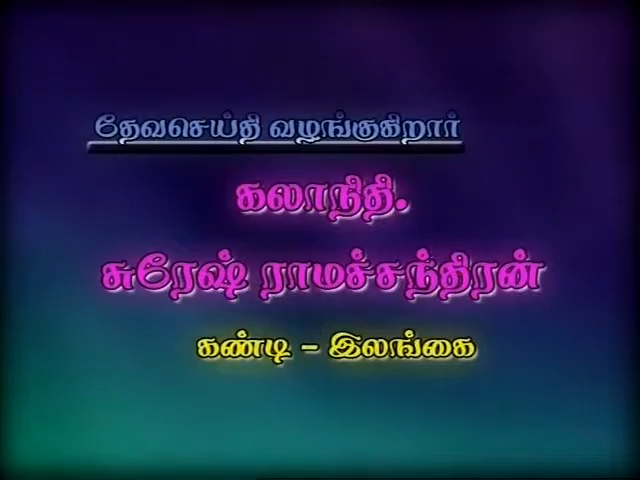 தேவசெய்தி வழங்குகிறார்
கலாநிதி.
சுரேஷ் ராமச்சந்திரன்
கண்டி - இலங்கை